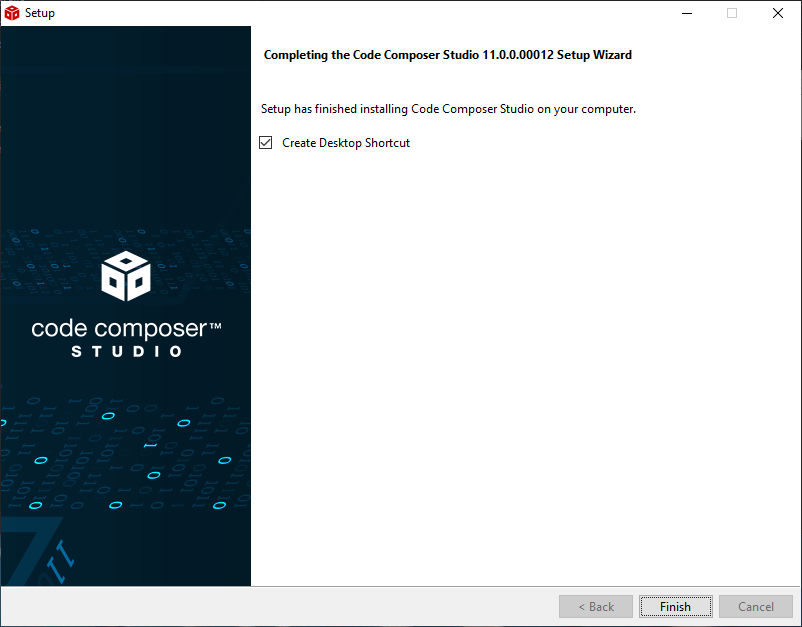 Setup
Completing the Code Composer Studio 11.0.0.00012 Setup Wizard
Setup has finished installing Code Composer Studio on your computer.
Create Desktop Shortcut
code composer™
STUDIO
< Back
Finish
Cancel